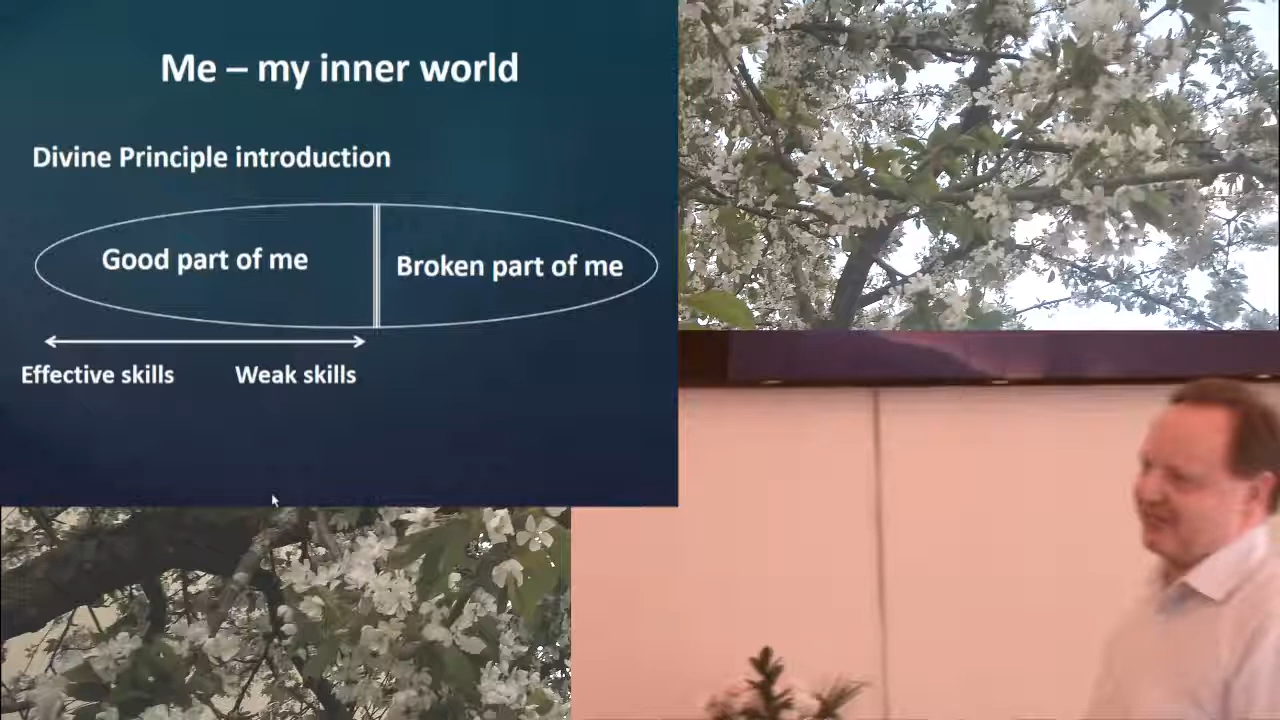 Me – my inner world
Divine Principle introduction
Good part of me
Broken part of me
Effective skills
Weak skills